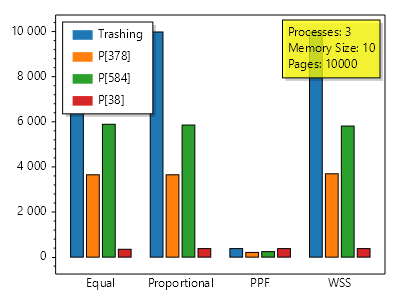 10 000
8 000
6 000
4 000
2 000
0
Trashing
P[378]
P[584]
P[38]
Processes: 3
Memory Size: 10
Pages: 10000
Equal Proportional PPF WSS